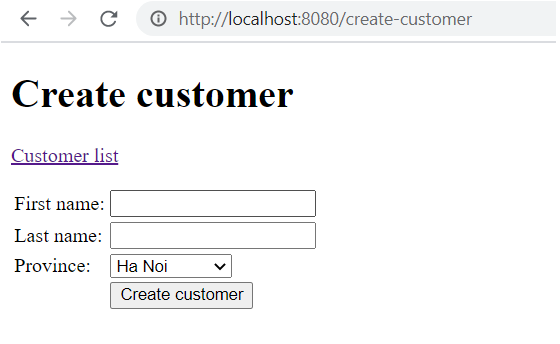 http://localhost:8080/create-customer
Create customer
Customer list
First name:
Last name:
Province: Ha Noi
Create customer